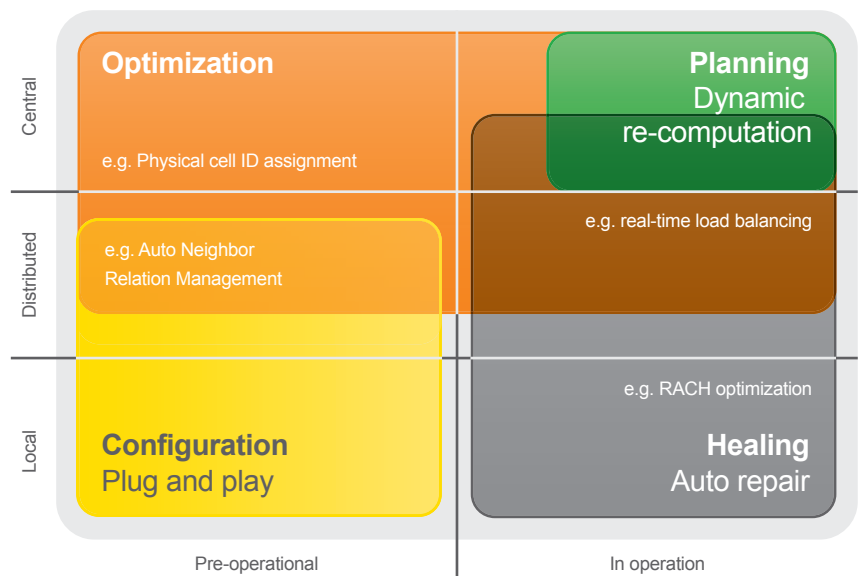 Optimization
Planning
Dynamic
re-computation
e.g. Physical cell ID assignment
Central
e.g. real-time load balancing
e.g. Auto Neighbor
Relation Management
Distributed
e.g. RACH optimization
Configuration
Plug and play
Healing
Auto repair
Local
Pre-operational
In operation